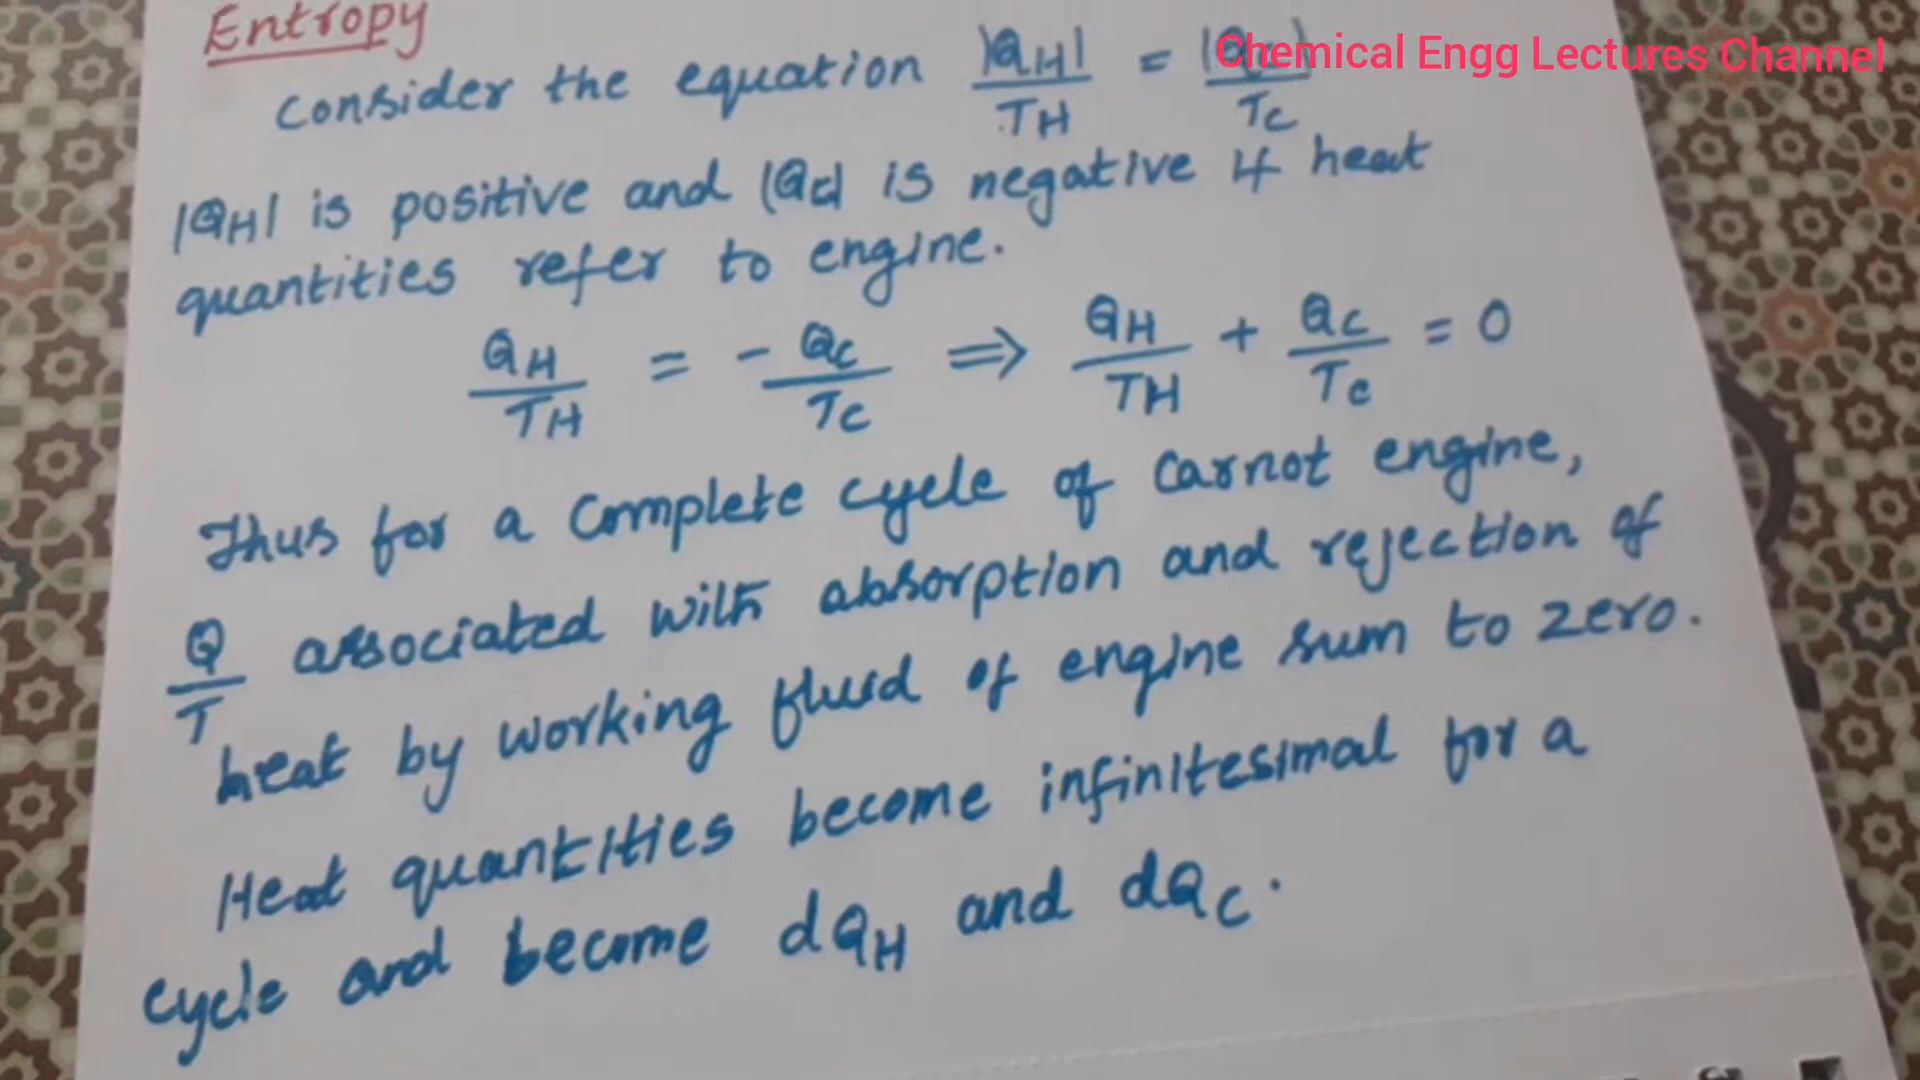 Entropy
Chemical Engg Lectures Channel
Consider the equation |QH|/TH = |QC|/TC
|QH| is positive and |QC| is negative if heat
quantities refer to engine.
QH/TH = - QC/TC ⇒ QH/TH + QC/TC = 0
Thus for a complete cycle of Carnot engine,
Q/T associated with absorption and rejection of
heat by working fluid of engine sum to zero.
Heat quantities become infinitesimal for a
cycle and become dQH and dQC.